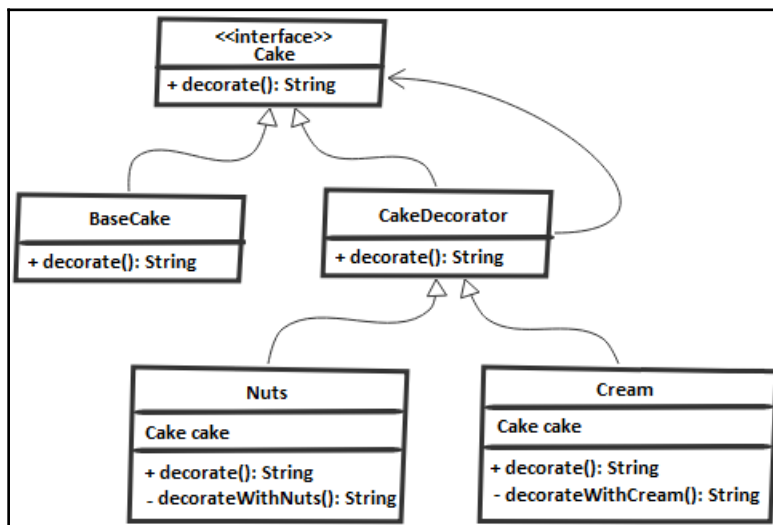 <<interface>>
Cake
+ decorate(): String
BaseCake
+ decorate(): String
CakeDecorator
+ decorate(): String
Nuts
Cake cake
+ decorate(): String
- decorateWithNuts(): String
Cream
Cake cake
+ decorate(): String
- decorateWithCream(): String